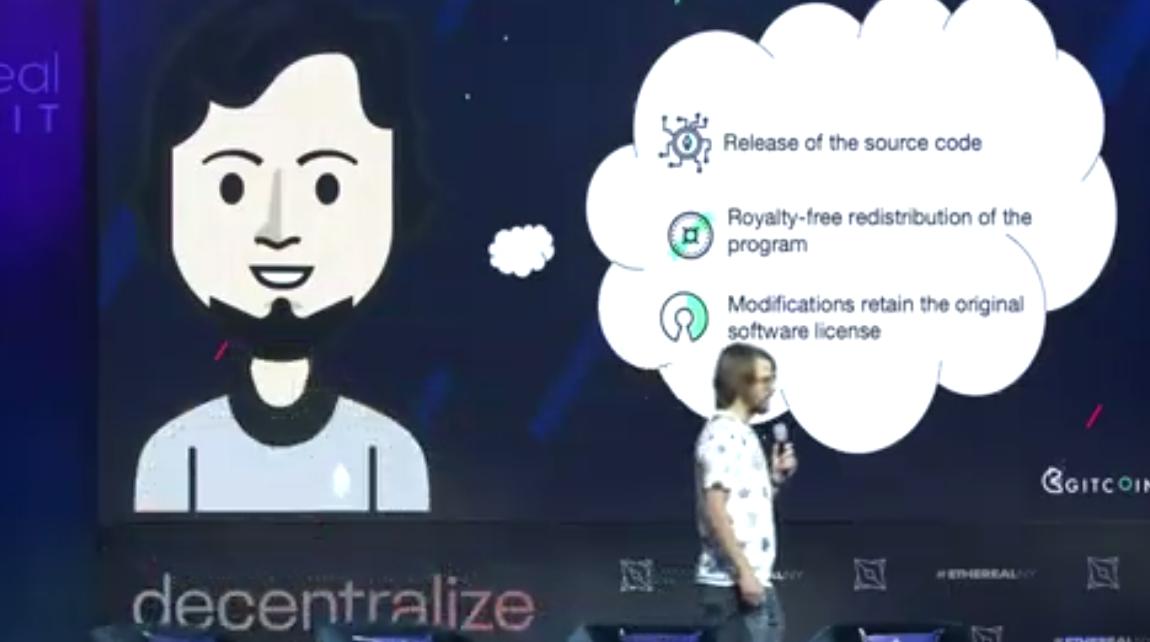 eal
IT
Release of the source code
Royalty-free redistribution of the
program
Modifications retain the original
software license
GITCOIN
decentralize
#ETHEREALNY
#ETHEREALNY